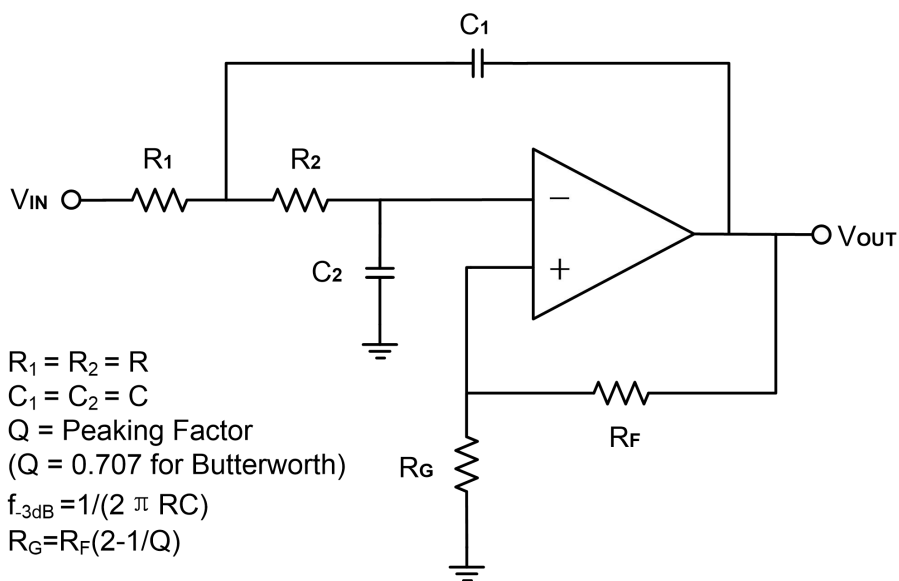 C1
R1
R2
VIN
−
+
VOUT
C2
R1 = R2 = R
C1 = C2 = C
Q = Peaking Factor
(Q = 0.707 for Butterworth)
f-3dB =1/(2 π RC)
RG=RF(2-1/Q)
RF
RG